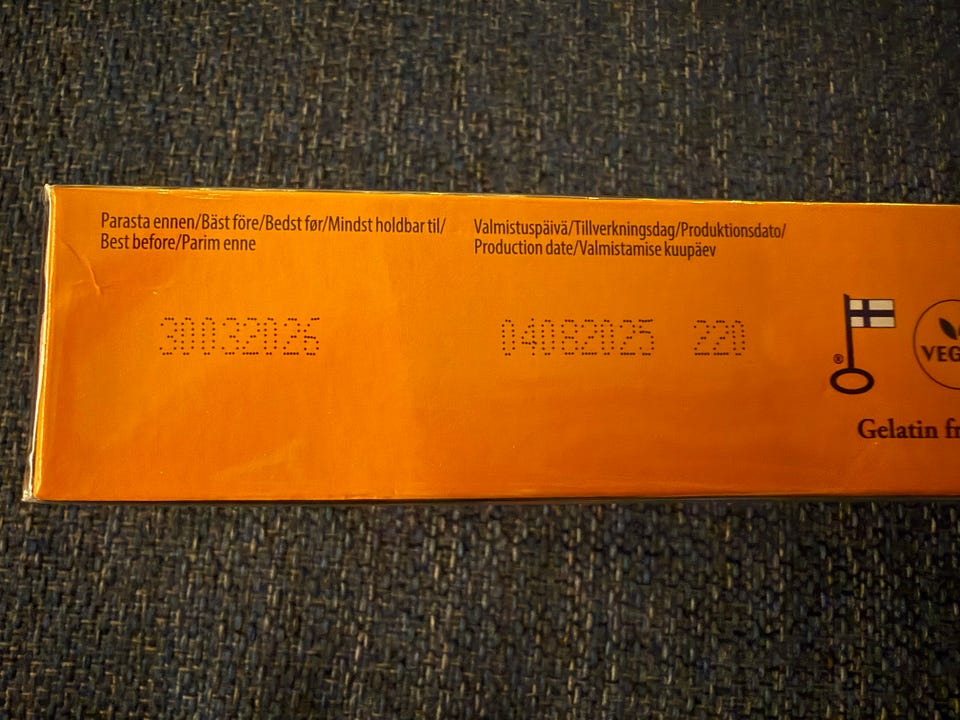 Parasta ennen/Bäst före/Bedst før/Mindst holdbar til/
Best before/Parim enne
30032026
Valmistuspäivä/Tillverkningsdag/Produktionsdato/
Production date/Valmistamise kuupäev
04082025 220
®
Gelatin